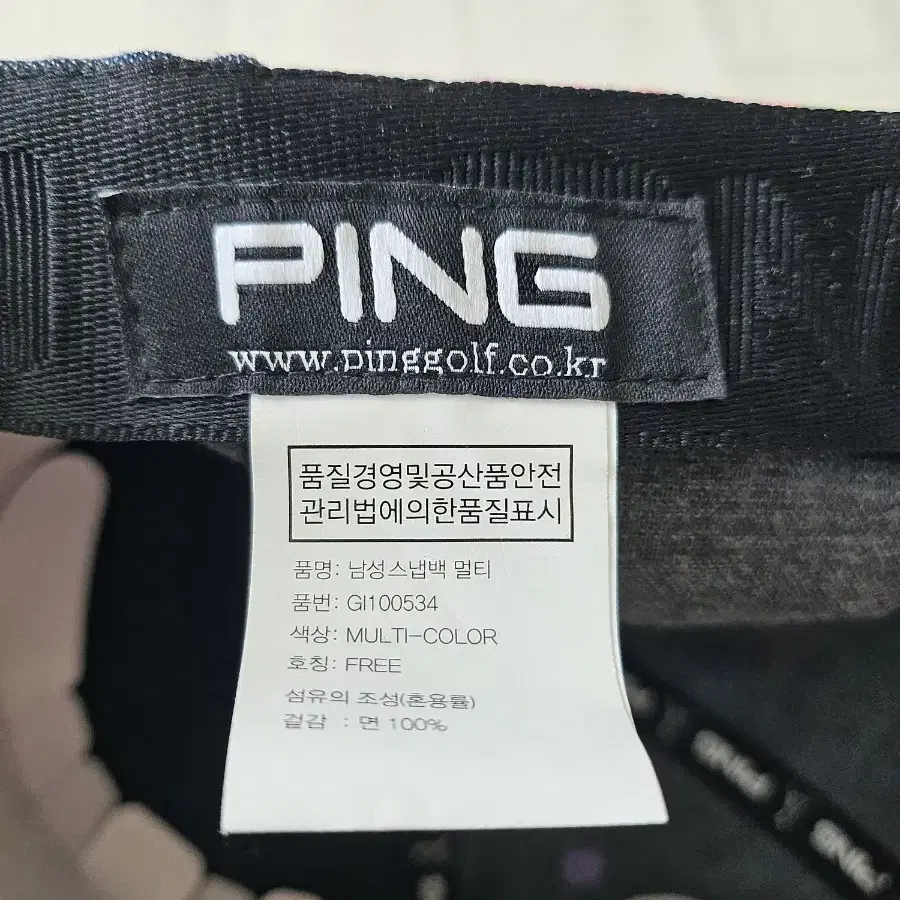 PING
www.pinggolf.co.kr
품질경영및공산품안전
관리법에의한품질표시
품명: 남성스냅백 멀티
품번: GI100534
색상: MULTI-COLOR
호칭: FREE
섬유의 조성(혼용률)
겉감 : 면 100%
PING
PING